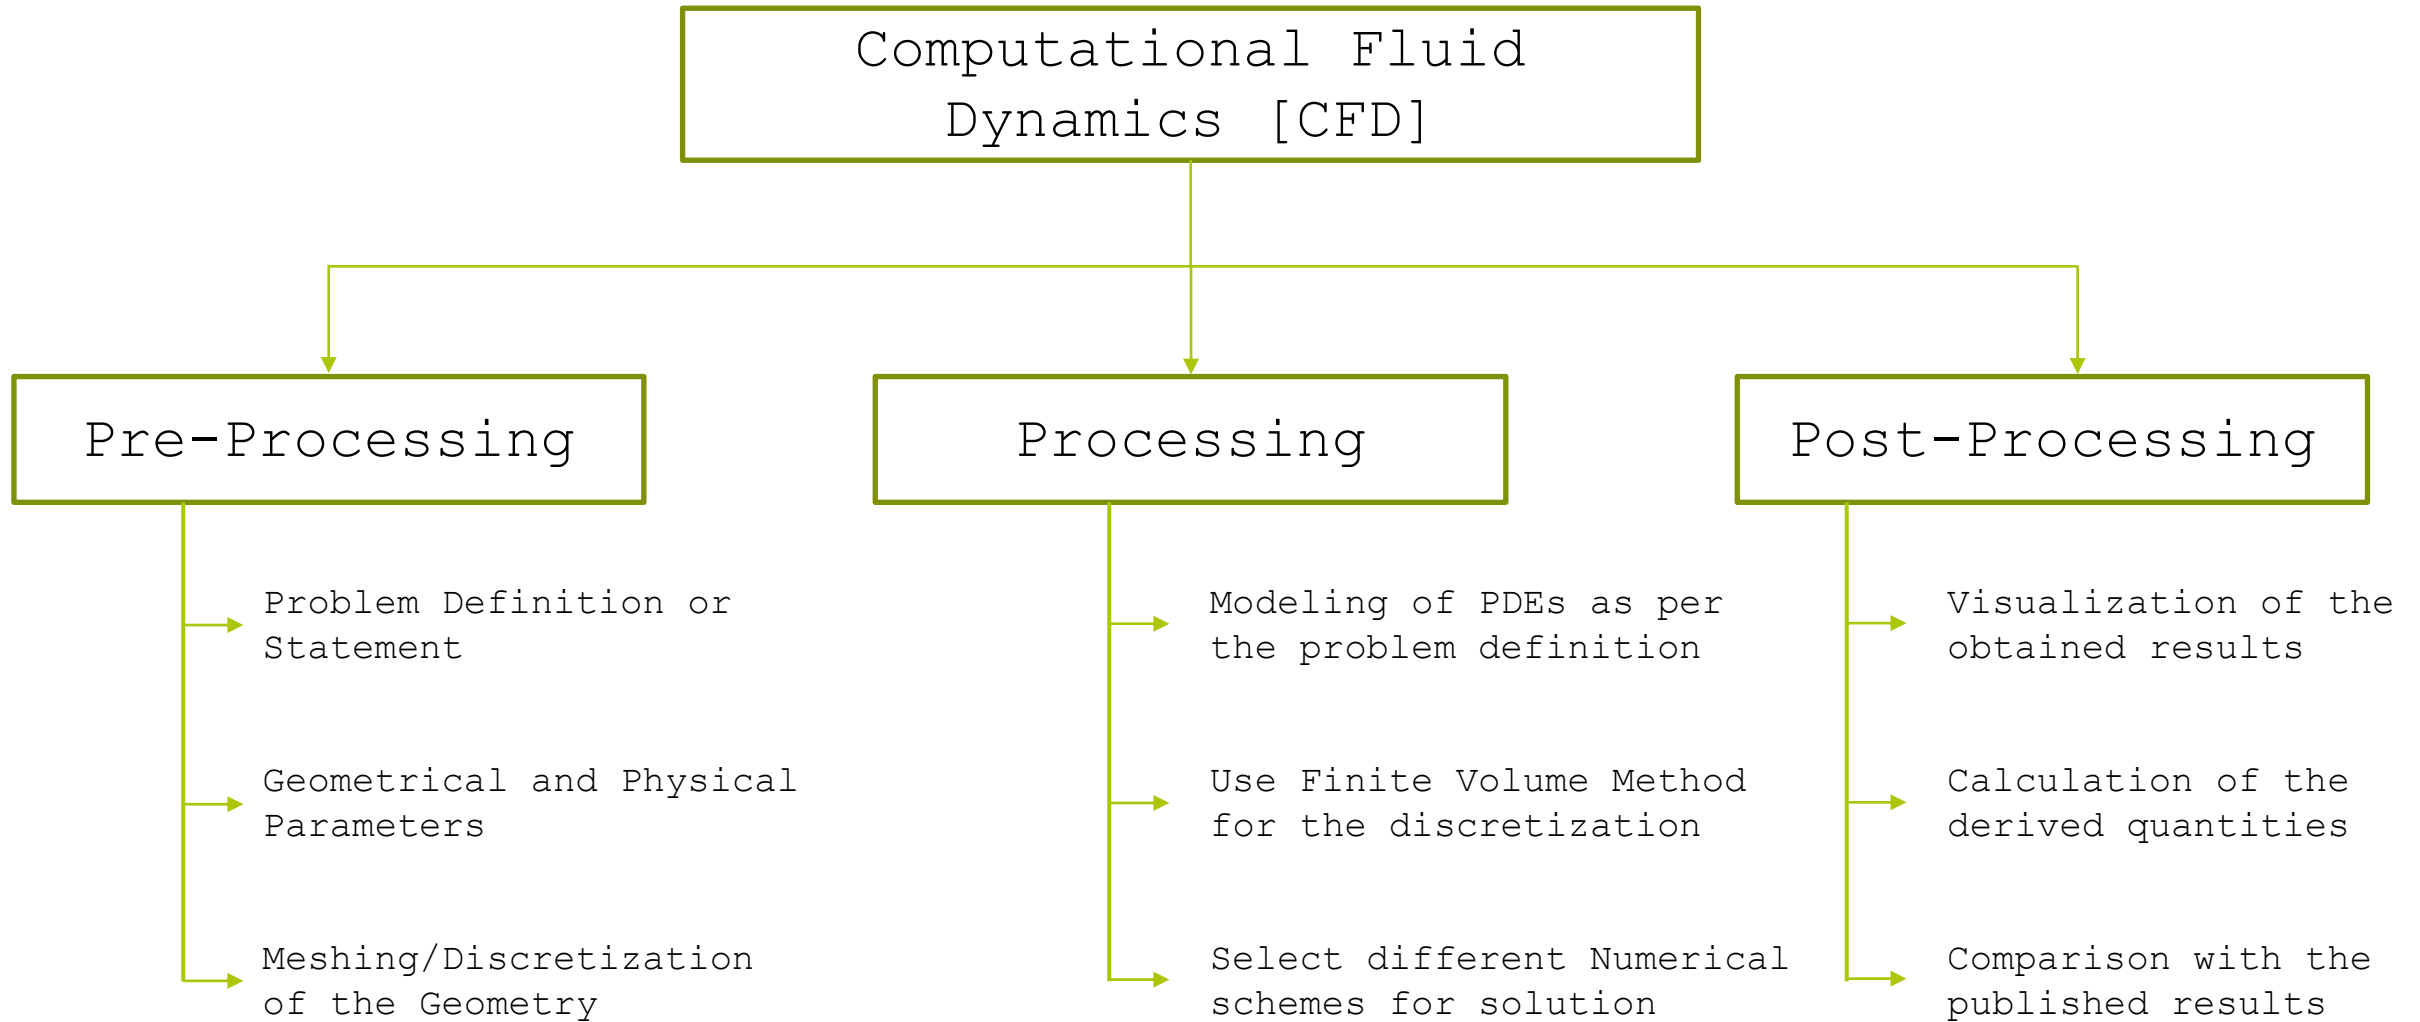 Computational Fluid
Dynamics [CFD]
Pre-Processing
Processing
Post-Processing
Problem Definition or
Statement
Geometrical and Physical
Parameters
Meshing/Discretization
of the Geometry
Modeling of PDEs as per
the problem definition
Use Finite Volume Method
for the discretization
Select different Numerical
schemes for solution
Visualization of the
obtained results
Calculation of the
derived quantities
Comparison with the
published results